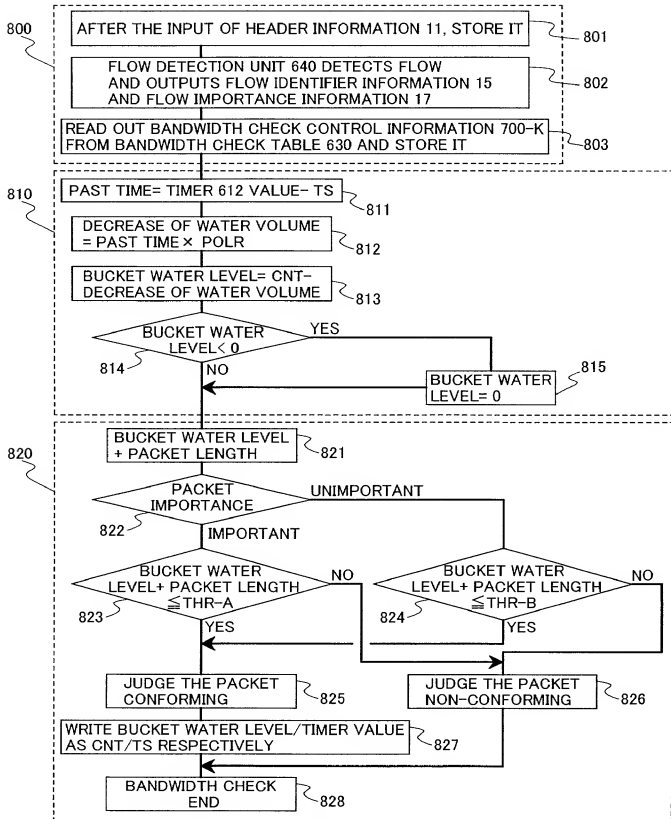 800
AFTER THE INPUT OF HEADER INFORMATION 11, STORE IT
801
FLOW DETECTION UNIT 640 DETECTS FLOW
AND OUTPUTS FLOW IDENTIFIER INFORMATION 15
AND FLOW IMPORTANCE INFORMATION 17
802
READ OUT BANDWIDTH CHECK CONTROL INFORMATION 700-K
FROM BANDWIDTH CHECK TABLE 630 AND STORE IT
803
810
PAST TIME= TIMER 612 VALUE- TS
811
DECREASE OF WATER VOLUME
= PAST TIME× POLR
812
BUCKET WATER LEVEL= CNT-
DECREASE OF WATER VOLUME
813
BUCKET WATER
LEVEL< 0
814
YES
NO
BUCKET WATER
LEVEL= 0
815
820
BUCKET WATER LEVEL
+ PACKET LENGTH
821
PACKET
IMPORTANCE
822
UNIMPORTANT
IMPORTANT
BUCKET WATER
LEVEL+ PACKET LENGTH
≦THR-A
823
NO
YES
BUCKET WATER
LEVEL+ PACKET LENGTH
≦THR-B
824
NO
YES
JUDGE THE PACKET
CONFORMING
825
JUDGE THE PACKET
NON-CONFORMING
826
WRITE BUCKET WATER LEVEL/TIMER VALUE
AS CNT/TS RESPECTIVELY
827
BANDWIDTH CHECK
END
828